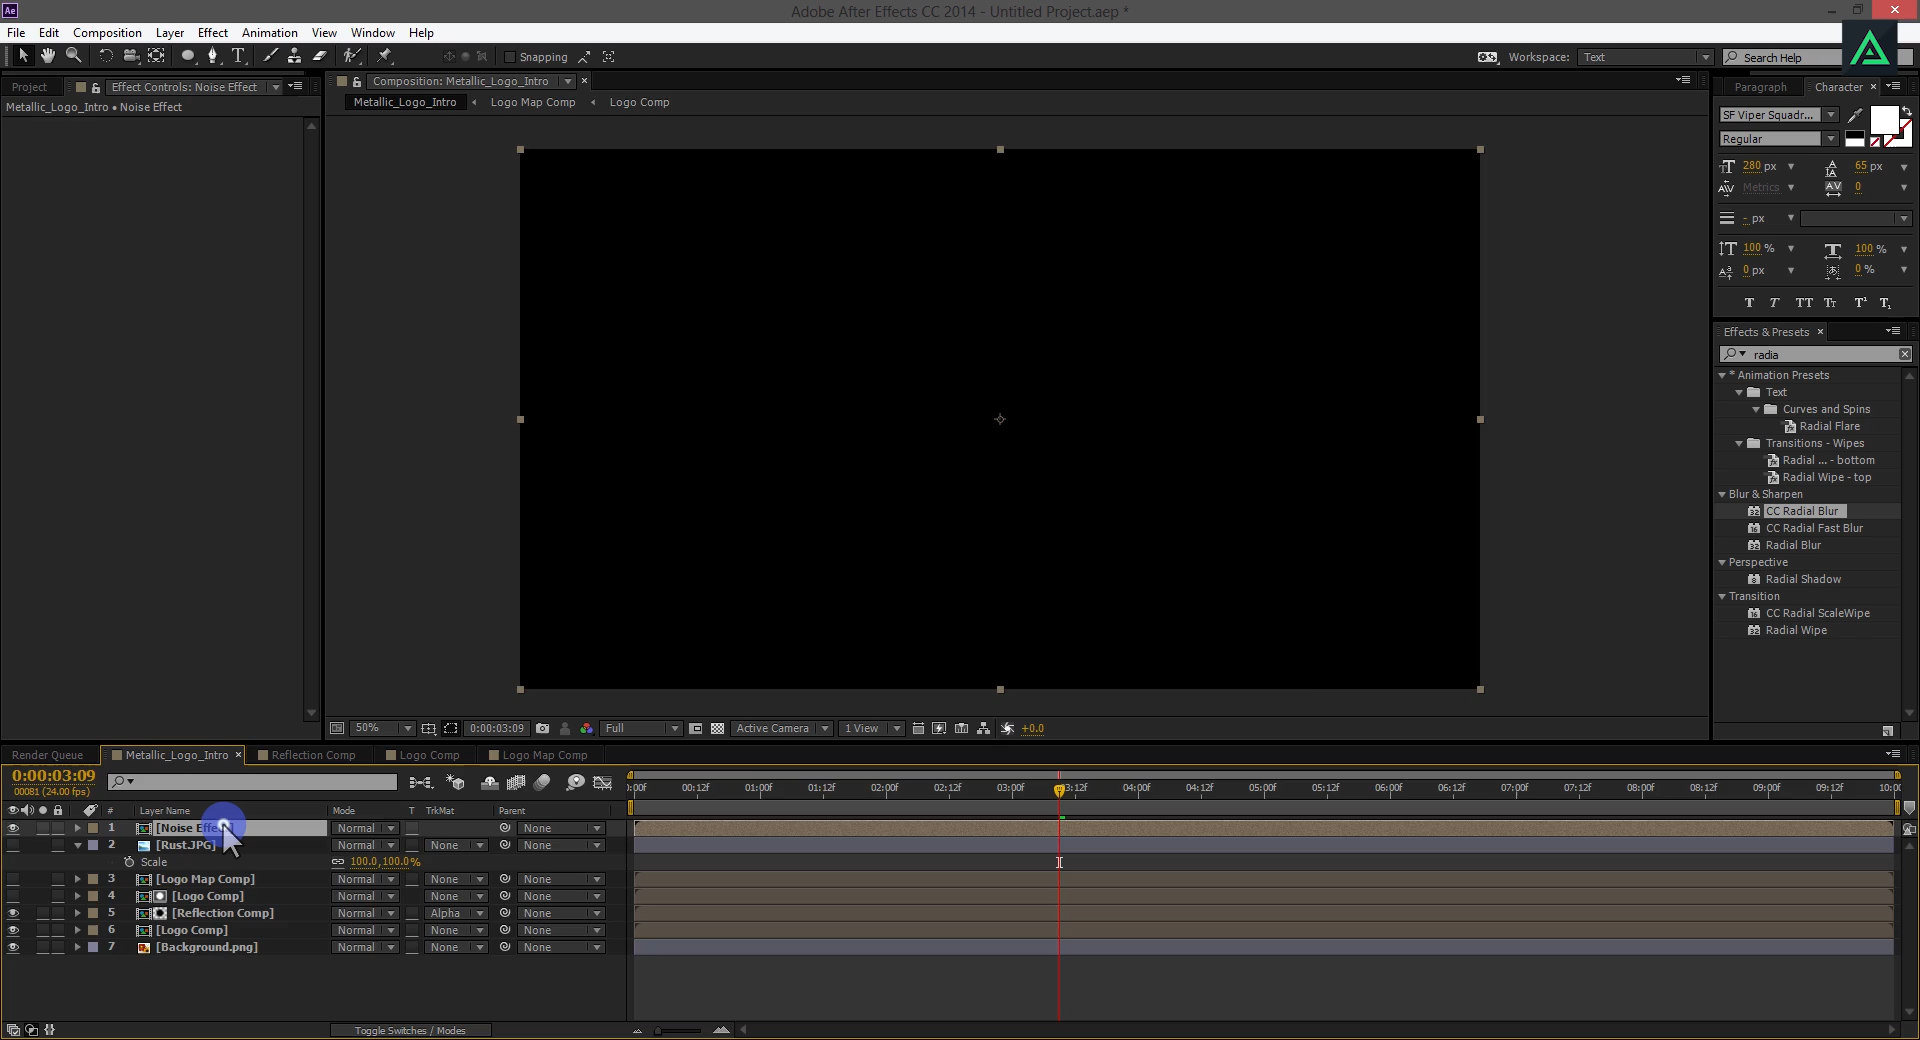 Ae
Adobe After Effects CC 2014 - Untitled Project.aep *
File Edit Composition Layer Effect Animation View Window Help
Snapping
Workspace: Text
Search Help
Project
Effect Controls: Noise Effect
Metallic_Logo_Intro • Noise Effect
Composition: Metallic_Logo_Intro
Metallic_Logo_Intro Logo Map Comp Logo Comp
Paragraph Character
SF Viper Squadr...
Regular
280 px 65 px
Metrics 0
- px
100 % 100 %
0 px 0 %
T T TT Tt T¹ T₁
Effects & Presets
radia
* Animation Presets
Text
Curves and Spins
Radial Flare
Transitions - Wipes
Radial ... - bottom
Radial Wipe - top
Blur & Sharpen
CC Radial Blur
CC Radial Fast Blur
Radial Blur
Perspective
Radial Shadow
Transition
CC Radial ScaleWipe
Radial Wipe
50% 0:00:03:09 Full Active Camera 1 View +0.0
Render Queue Metallic_Logo_Intro Reflection Comp Logo Comp Logo Map Comp
0:00:03:09
00081 (24.00 fps)
:00f 00:12f 01:00f 01:12f 02:00f 02:12f 03:00f 3:12f 04:00f 04:12f 05:00f 05:12f 06:00f 06:12f 07:00f 07:12f 08:00f 08:12f 09:00f 09:12f 10:00
# Layer Name Mode T TrkMat Parent
1 [Noise Effe Normal None
2 [Rust.JPG] Normal None None
Scale 100.0,100.0%
3 [Logo Map Comp] Normal None None
4 [Logo Comp] Normal None None
5 [Reflection Comp] Normal Alpha None
6 [Logo Comp] Normal None None
7 [Background.png] Normal None None
Toggle Switches / Modes